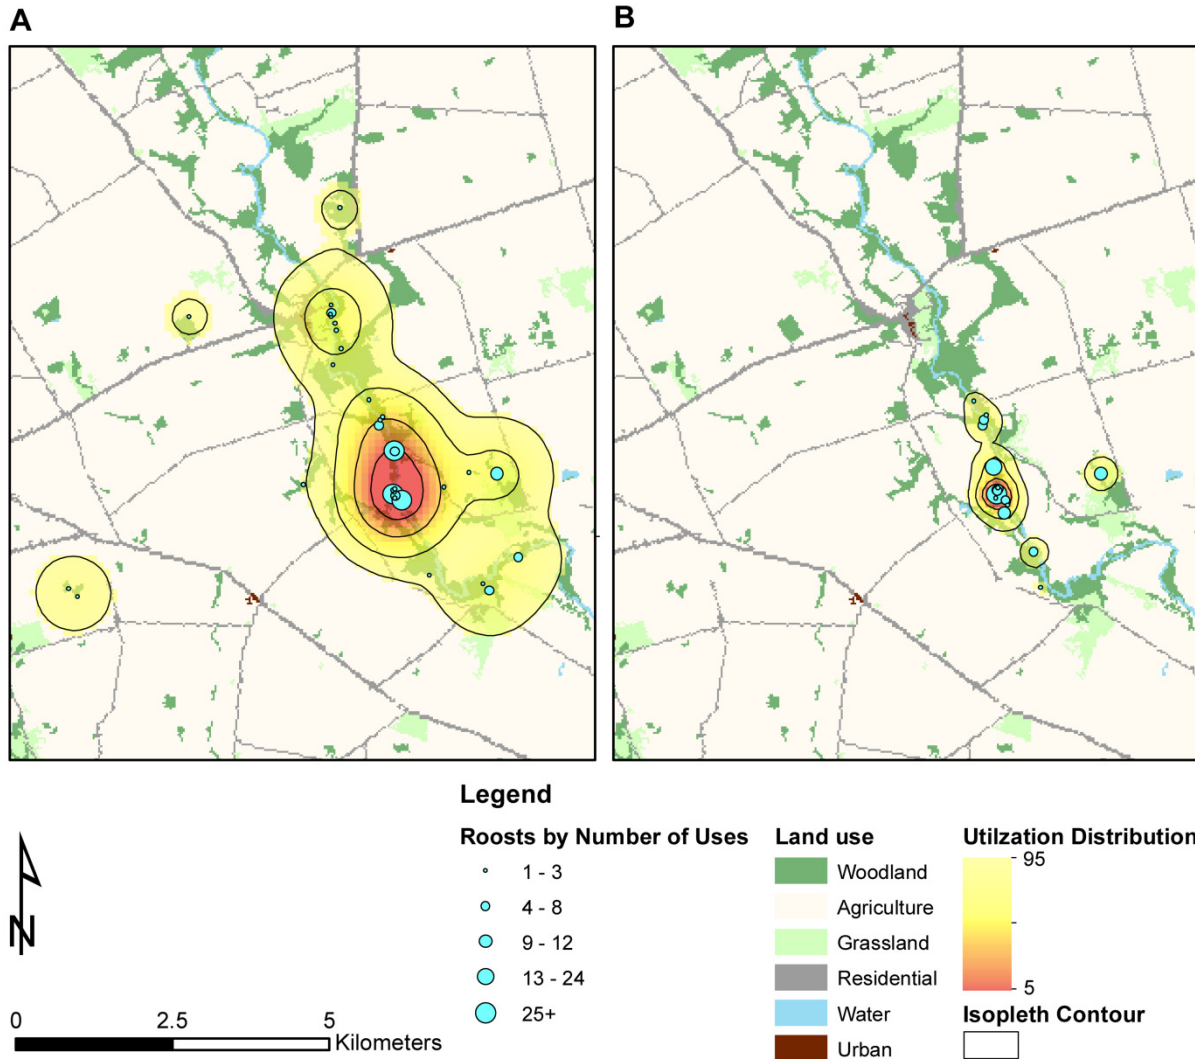 A
B
Legend
Roosts by Number of Uses
1 - 3
4 - 8
9 - 12
13 - 24
25+
Land use
Woodland
Agriculture
Grassland
Residential
Water
Urban
Utilzation Distribution
95
5
Isopleth Contour
N
0 2.5 5
Kilometers